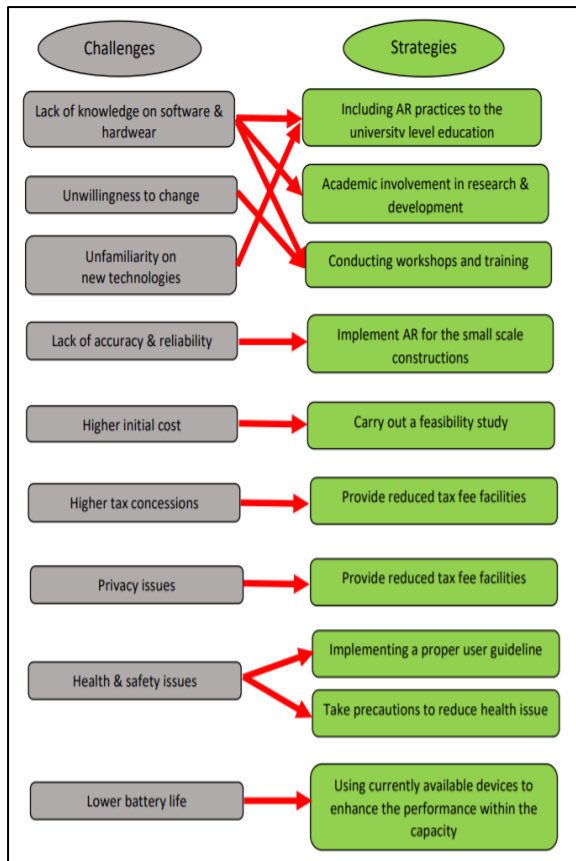 Challenges
Strategies
Lack of knowledge on software &
hardwear
Including AR practices to the
university level education
Unwillingness to change
Academic involvement in research &
development
Unfamiliarity on
new technologies
Conducting workshops and training
Lack of accuracy & reliability
Implement AR for the small scale
constructions
Higher initial cost
Carry out a feasibility study
Higher tax concessions
Provide reduced tax fee facilities
Privacy issues
Provide reduced tax fee facilities
Health & safety issues
Implementing a proper user guideline
Take precautions to reduce health issue
Lower battery life
Using currently available devices to
enhance the performance within the
capacity